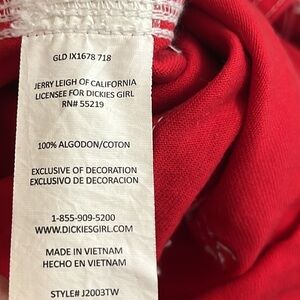 GLD IX1678 718
JERRY LEIGH OF CALIFORNIA
LICENSEE FOR DICKIES GIRL
RN# 55219
100% ALGODON/COTON
EXCLUSIVE OF DECORATION
EXCLUSIVO DE DECORACION
1-855-909-5200
WWW.DICKIESGIRL.COM
MADE IN VIETNAM
HECHO EN VIETNAM
STYLE# J2003TW